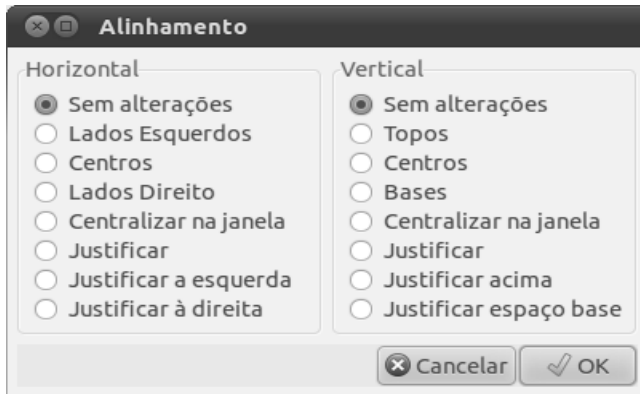 Alinhamento
Horizontal
Sem alterações
Lados Esquerdos
Centros
Lados Direito
Centralizar na janela
Justificar
Justificar a esquerda
Justificar à direita
Vertical
Sem alterações
Topos
Centros
Bases
Centralizar na janela
Justificar
Justificar acima
Justificar espaço base
Cancelar
OK